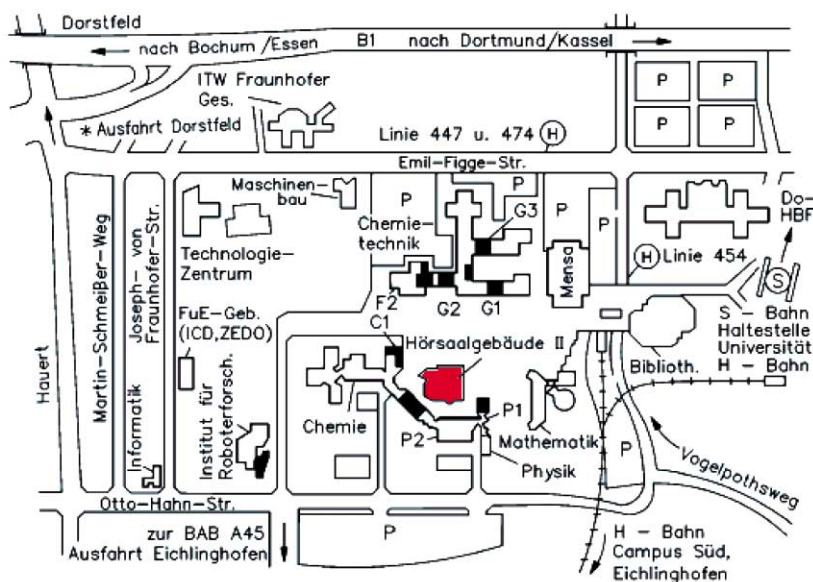 Dorstfeld
nach Bochum/Essen
B1
nach Dortmund/Kassel
ITW Fraunhofer
Ges.
* Ausfahrt Dorstfeld
Linie 447 u. 474 H
P P
P P
Emil-Figge-Str.
Maschinen-
bau
P
P
P
P
Do-
HBF
G3
Chemie-
technik
Technologie-
Zentrum
Mensa
H Linie 454
S
F2
G2
G1
C1
FuE-Geb.
(ICD,ZEDO)
Hörsaalgebäude II
Biblioth.
S - Bahn
Haltestelle
Universität
H - Bahn
Hauert
Martin-Schmeißer-Weg
Joseph- von
Fraunhofer-Str.
Informatik
Institut für
Roboterforsch.
Chemie
P2
P1
Mathematik
Physik
P
Vogelpothsweg
Otto-Hahn-Str.
zur BAB A45
Ausfahrt Eichlinghofen
P
H - Bahn
Campus Süd,
Eichlinghofen